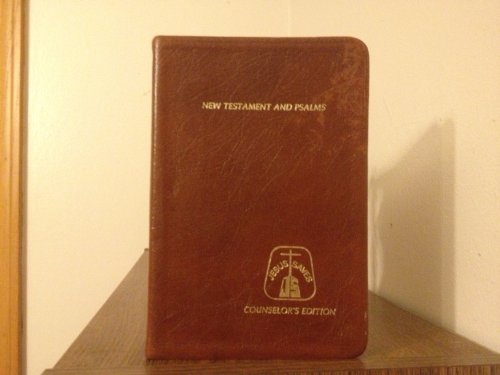 NEW TESTAMENT AND PSALMS
JESUS SAVES
COUNSELOR'S EDITION